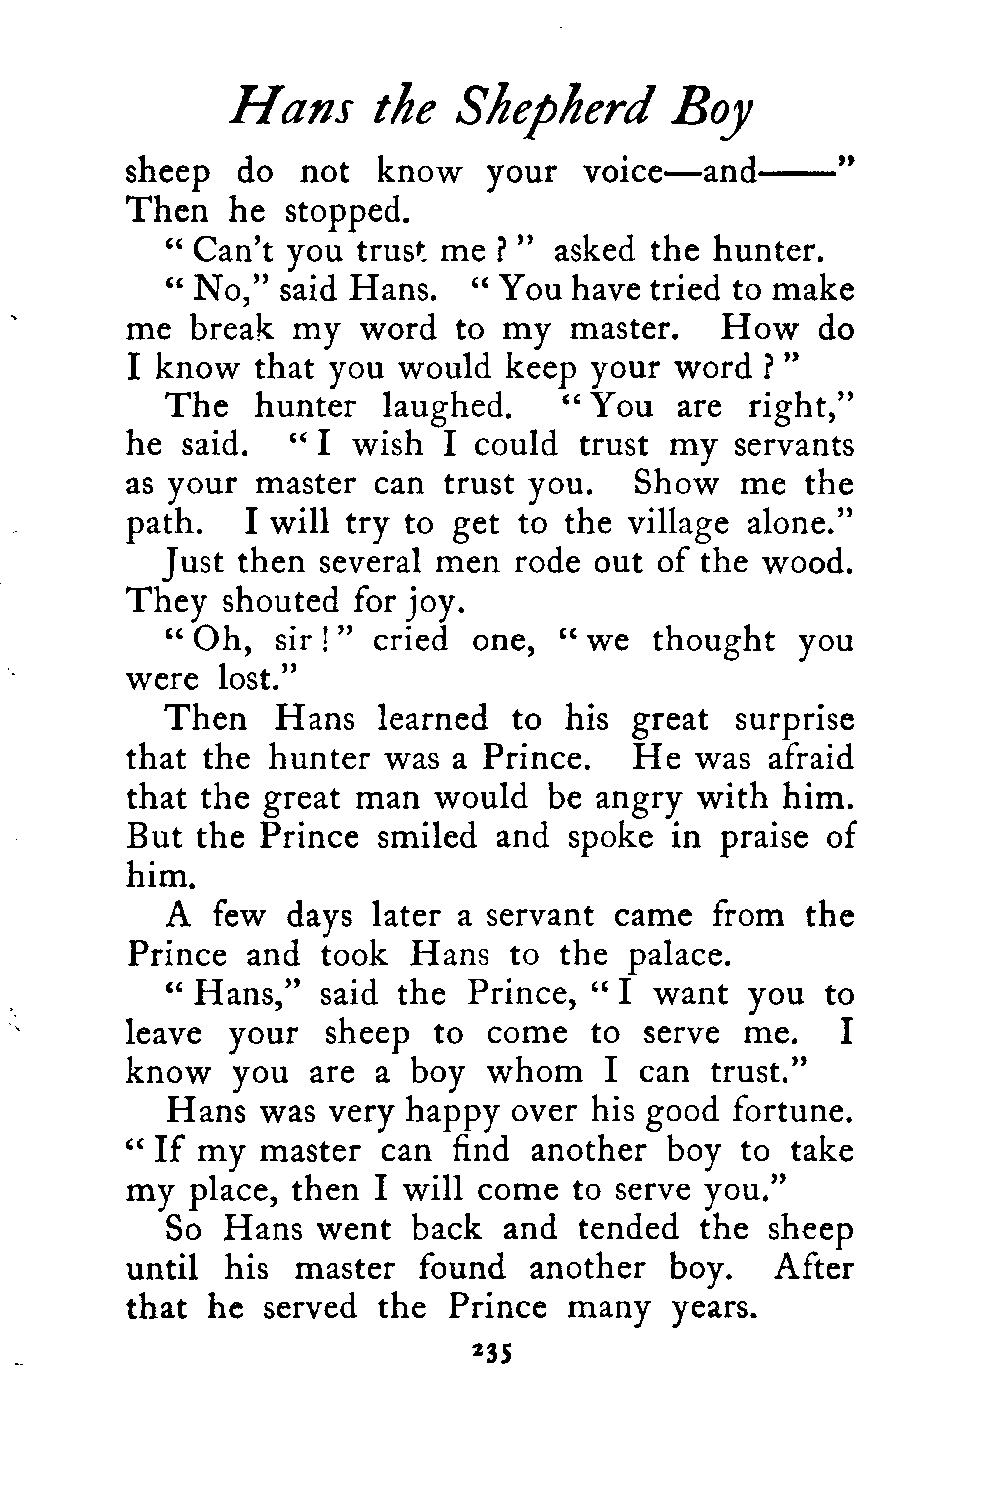 Hans the Shepherd Boy
sheep do not know your voice—and——”
Then he stopped.
“ Can’t you trust me ? ” asked the hunter.
“ No,” said Hans. “ You have tried to make
me break my word to my master. How do
I know that you would keep your word ? ”
The hunter laughed. “ You are right,”
he said. “ I wish I could trust my servants
as your master can trust you. Show me the
path. I will try to get to the village alone.”
Just then several men rode out of the wood.
They shouted for joy.
“ Oh, sir ! ” cried one, “ we thought you
were lost.”
Then Hans learned to his great surprise
that the hunter was a Prince. He was afraid
that the great man would be angry with him.
But the Prince smiled and spoke in praise of
him.
A few days later a servant came from the
Prince and took Hans to the palace.
“ Hans,” said the Prince, “ I want you to
leave your sheep to come to serve me. I
know you are a boy whom I can trust.”
Hans was very happy over his good fortune.
“ If my master can find another boy to take
my place, then I will come to serve you.”
So Hans went back and tended the sheep
until his master found another boy. After
that he served the Prince many years.
235